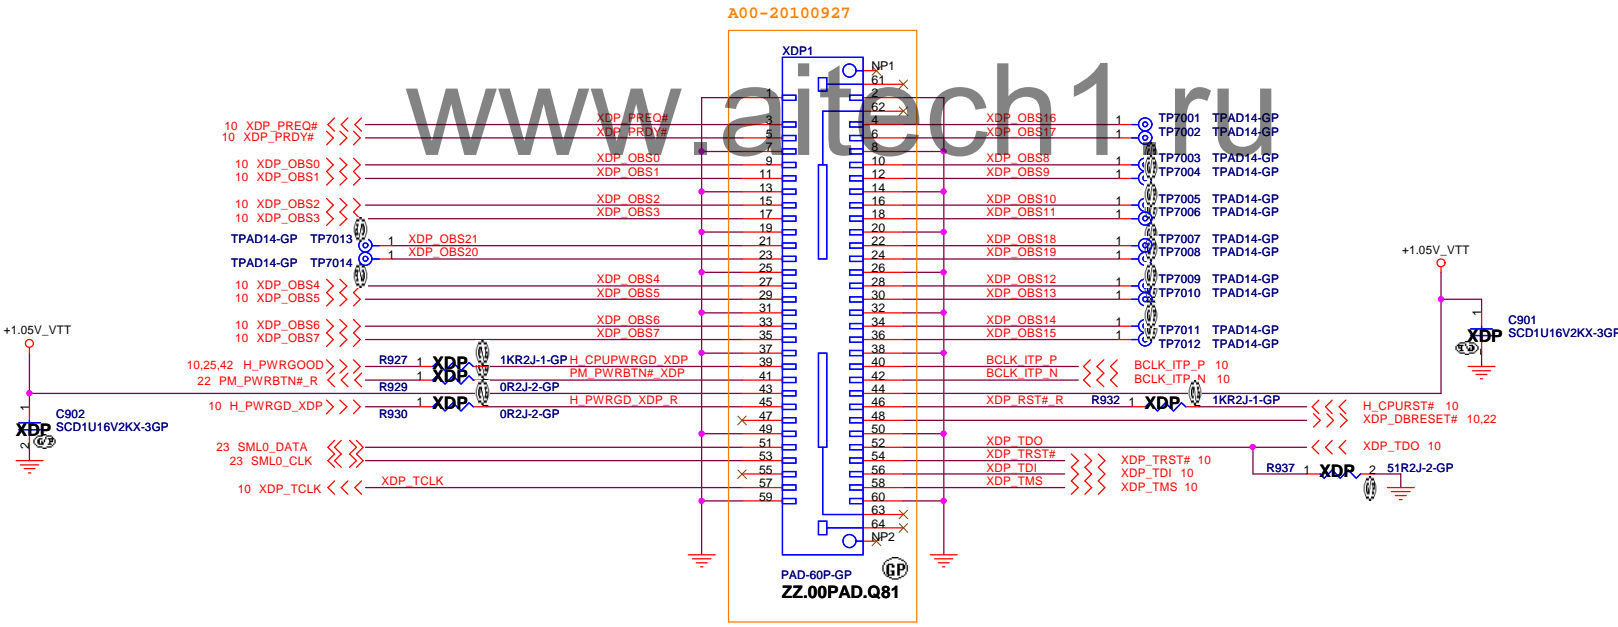 A00-20100927
XDP1
www.aitech1.ru
NP1
61
1 2
62
10 XDP_PREQ# XDP_PREQ# 3 4 XDP_OBS16 1 TP7001 TPAD14-GP
10 XDP_PRDY# XDP_PRDY# 5 6 XDP_OBS17 1 TP7002 TPAD14-GP
7 8
10 XDP_OBS0 XDP_OBS0 9 10 XDP_OBS8 1 TP7003 TPAD14-GP
10 XDP_OBS1 XDP_OBS1 11 12 XDP_OBS9 1 TP7004 TPAD14-GP
13 14
10 XDP_OBS2 XDP_OBS2 15 16 XDP_OBS10 1 TP7005 TPAD14-GP
10 XDP_OBS3 XDP_OBS3 17 18 XDP_OBS11 1 TP7006 TPAD14-GP
19 20
TPAD14-GP TP7013 1 XDP_OBS21 21 22 XDP_OBS18 1 TP7007 TPAD14-GP
TPAD14-GP TP7014 1 XDP_OBS20 23 24 XDP_OBS19 1 TP7008 TPAD14-GP
+1.05V_VTT
25 26
10 XDP_OBS4 XDP_OBS4 27 28 XDP_OBS12 1 TP7009 TPAD14-GP
10 XDP_OBS5 XDP_OBS5 29 30 XDP_OBS13 1 TP7010 TPAD14-GP
31 32
1 C901
SCD1U16V2KX-3GP
XDP
+1.05V_VTT
10 XDP_OBS6 XDP_OBS6 33 34 XDP_OBS14 1 TP7011 TPAD14-GP
10 XDP_OBS7 XDP_OBS7 35 36 XDP_OBS15 1 TP7012 TPAD14-GP
37 38
10,25,42 H_PWRGOOD R927 1 XDP 1KR2J-1-GP H_CPUPWRGD_XDP 39 40 BCLK_ITP_P BCLK_ITP_P 10
22 PM_PWRBTN#_R 1 XDP PM_PWRBTN#_XDP 41 42 BCLK_ITP_N BCLK_ITP_N 10
R929 0R2J-2-GP 43 44
10 H_PWRGD_XDP 1 XDP H_PWRGD_XDP_R 45 46 XDP_RST#_R R932 1 XDP 1KR2J-1-GP H_CPURST# 10
R930 0R2J-2-GP 47 48 XDP_DBRESET# 10,22
1 C902
SCD1U16V2KX-3GP
XDP
2
49 50
23 SML0_DATA 51 52 XDP_TDO XDP_TDO 10
23 SML0_CLK 53 54 XDP_TRST# XDP_TRST# 10
55 56 XDP_TDI XDP_TDI 10 R937 1 XDP 2 51R2J-2-GP
10 XDP_TCLK XDP_TCLK 57 58 XDP_TMS XDP_TMS 10
59 60
63
64
NP2
PAD-60P-GP GP
ZZ.00PAD.Q81